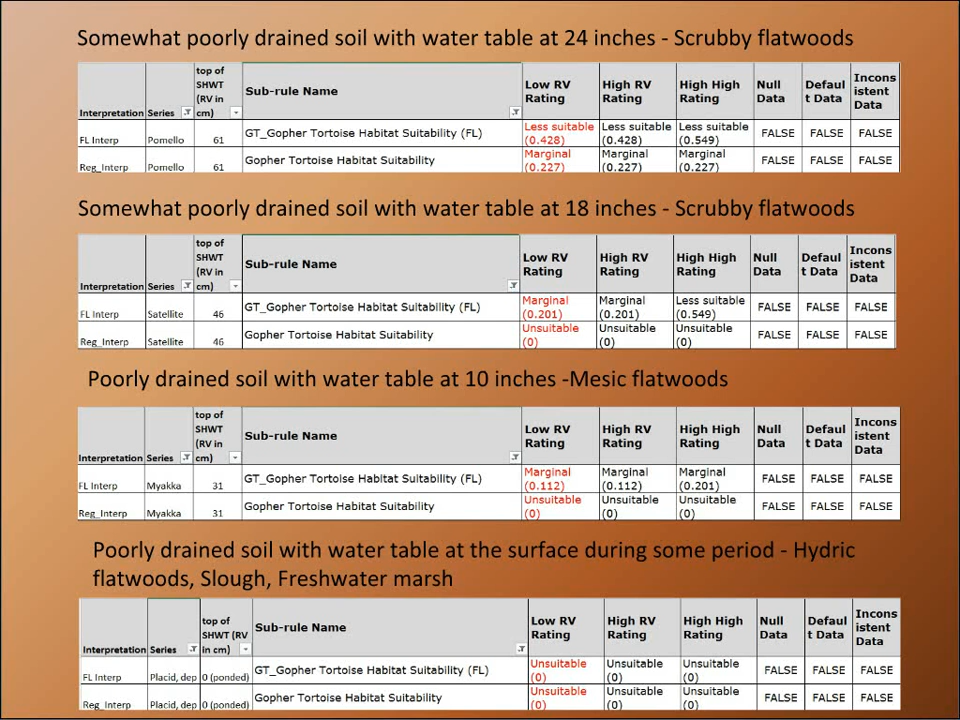 Somewhat poorly drained soil with water table at 24 inches - Scrubby flatwoods
Interpretation Series top of SHWT (RV in cm) Sub-rule Name Low RV Rating High RV Rating High High Rating Null Data Defaul t Data Incons istent Data
FL Interp Pomello 61 GT_Gopher Tortoise Habitat Suitability (FL) Less suitable (0.428) Less suitable (0.428) Less suitable (0.549) FALSE FALSE FALSE
Reg_Interp Pomello 61 Gopher Tortoise Habitat Suitability Marginal (0.227) Marginal (0.227) Marginal (0.227) FALSE FALSE FALSE
Somewhat poorly drained soil with water table at 18 inches - Scrubby flatwoods
Interpretation Series top of SHWT (RV in cm) Sub-rule Name Low RV Rating High RV Rating High High Rating Null Data Defaul t Data Incons istent Data
FL Interp Satellite 46 GT_Gopher Tortoise Habitat Suitability (FL) Marginal (0.201) Marginal (0.201) Less suitable (0.549) FALSE FALSE FALSE
Reg_Interp Satellite 46 Gopher Tortoise Habitat Suitability Unsuitable (0) Unsuitable (0) Unsuitable (0) FALSE FALSE FALSE
Poorly drained soil with water table at 10 inches -Mesic flatwoods
Interpretation Series top of SHWT (RV in cm) Sub-rule Name Low RV Rating High RV Rating High High Rating Null Data Defaul t Data Incons istent Data
FL Interp Myakka 31 GT_Gopher Tortoise Habitat Suitability (FL) Marginal (0.112) Marginal (0.112) Marginal (0.201) FALSE FALSE FALSE
Reg_Interp Myakka 31 Gopher Tortoise Habitat Suitability Unsuitable (0) Unsuitable (0) Unsuitable (0) FALSE FALSE FALSE
Poorly drained soil with water table at the surface during some period - Hydric
flatwoods, Slough, Freshwater marsh
Interpretation Series top of SHWT (RV in cm) Sub-rule Name Low RV Rating High RV Rating High High Rating Null Data Defaul t Data Incons istent Data
FL Interp Placid, dep 0 (ponded) GT_Gopher Tortoise Habitat Suitability (FL) Unsuitable (0) Unsuitable (0) Unsuitable (0) FALSE FALSE FALSE
Reg_Interp Placid, dep 0 (ponded) Gopher Tortoise Habitat Suitability Unsuitable (0) Unsuitable (0) Unsuitable (0) FALSE FALSE FALSE